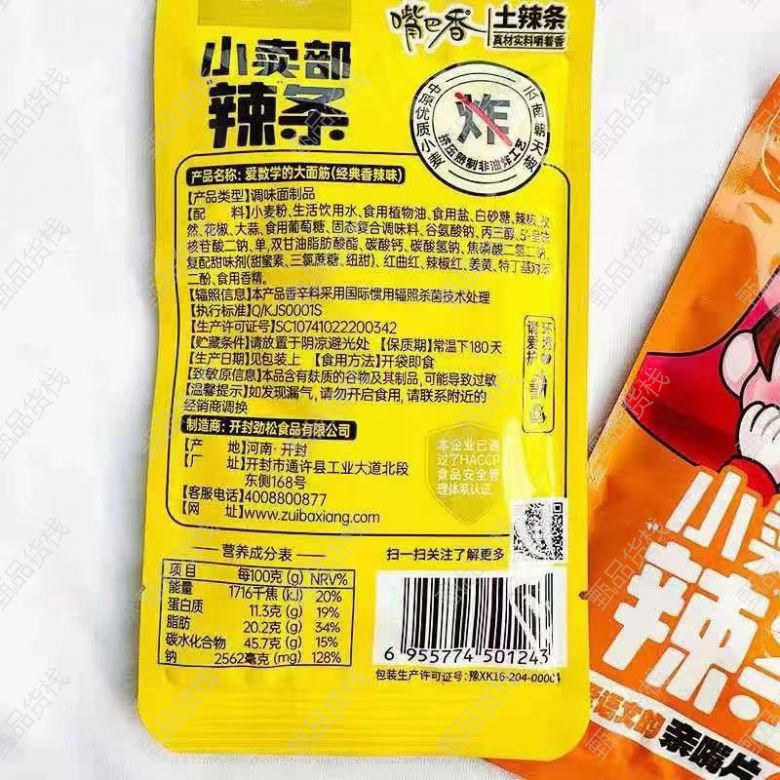 嘴巴香
土辣条
真材实料嚼着香
小卖部
辣条
中原优质小麦
炸
河南朝天椒
挤压熟制非油炸工艺
产品名称：爱数学的大面筋(经典香辣味)
【产品类型】调味面制品
【配 料】小麦粉、生活饮用水、食用植物油、食用盐、白砂糖、辣椒、孜
然、花椒、大蒜、食用葡萄糖、固态复合调味料、谷氨酸钠、丙三醇、5'-呈味
核苷酸二钠、单,双甘油脂肪酸酯、碳酸钙、碳酸氢钠、焦磷酸二氢二钠、
复配甜味剂(甜蜜素、三氯蔗糖、纽甜)、红曲红、辣椒红、姜黄、特丁基对苯
二酚、食用香精。
【辐照信息】本产品香辛料采用国际惯用辐照杀菌技术处理
【执行标准】Q/KJS0001S
【生产许可证号】SC10741022200342
【贮藏条件】请放置于阴凉避光处 【保质期】常温下180天
【生产日期】见包装上 【食用方法】开袋即食
【致敏原信息】本品含有麸质的谷物及其制品,可能导致过敏
【温馨提示】如发现漏气,请勿开启食用,请联系附近的
经销商调换
请爱护环境
制造商：开封劲松食品有限公司
【产 地】河南·开封
【厂 址】开封市通许县工业大道北段
东侧168号
【客服电话】4008800877
【网 址】www.zuibaxiang.com
本企业已通
过了HACCP
食品安全管
理体系认证
营养成分表
项目 每100克(g) NRV%
能量 1716千焦(kJ) 20%
蛋白质 11.3克(g) 19%
脂肪 20.2克(g) 34%
碳水化合物 45.7克(g) 15%
钠 2562毫克(mg) 128%
扫一扫关注了解更多
6 955774 501243
包装生产许可证号:豫XK16-204-00004
小卖
辣条
语文的 亲嘴片
甄品货栈